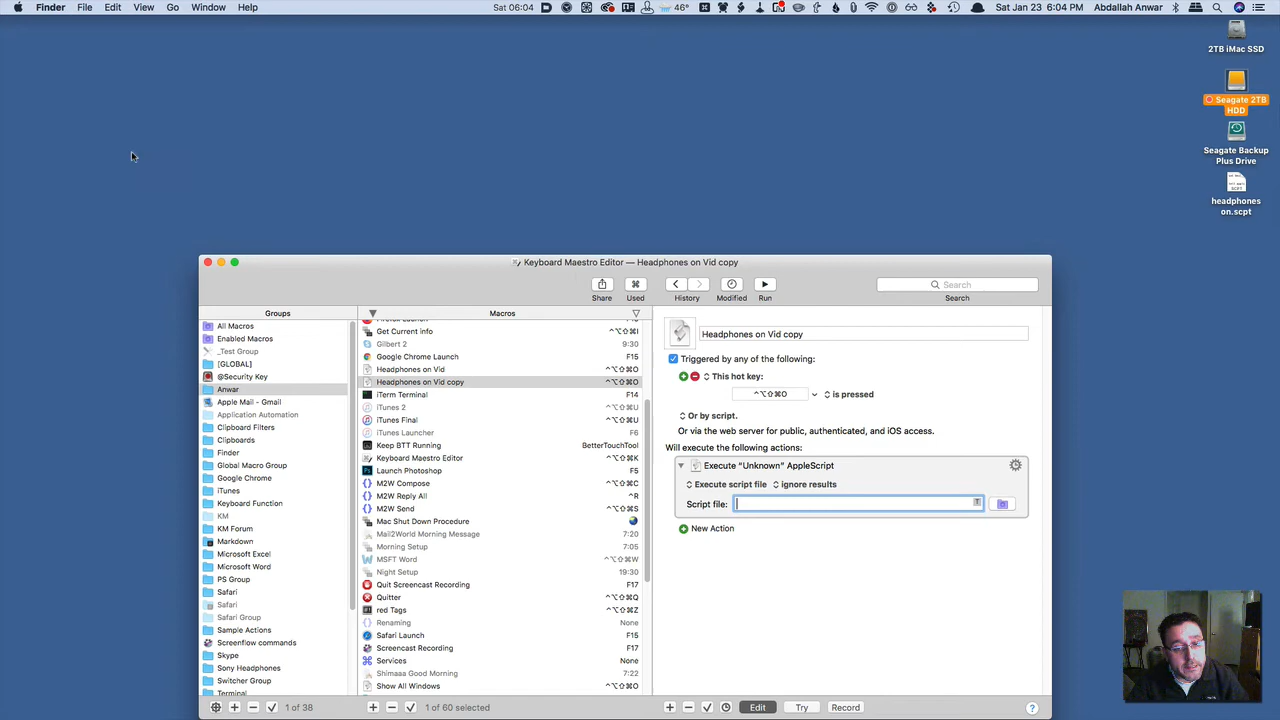 Finder File Edit View Go Window Help
Sat 06:04
46°
Sat Jan 23 6:04 PM Abdallah Anwar
2TB iMac SSD
Seagate 2TB
HDD
Seagate Backup
Plus Drive
headphones
on.scpt
Keyboard Maestro Editor — Headphones on Vid copy
Share Used History Modified Run Search
Search
Groups
All Macros
Enabled Macros
_Test Group
[GLOBAL]
@Security Key
Anwar
Apple Mail - Gmail
Application Automation
Clipboard Filters
Clipboards
Finder
Global Macro Group
Google Chrome
iTunes
Keyboard Function
KM
KM Forum
Markdown
Microsoft Excel
Microsoft Word
PS Group
Safari
Safari
Safari Group
Sample Actions
Screenflow commands
Skype
Sony Headphones
Switcher Group
Terminal
1 of 38
Macros
Get Current info ^⌥⇧⌘I
Gilbert 2 9:30
Google Chrome Launch F15
Headphones on Vid ^⌥⇧⌘O
Headphones on Vid copy ^⌥⇧⌘O
iTerm Terminal F14
iTunes 2 ^⌥⇧⌘U
iTunes Final ^⌥⇧⌘U
iTunes Launcher F6
Keep BTT Running BetterTouchTool
Keyboard Maestro Editor ^⌥⇧⌘K
Launch Photoshop F5
M2W Compose ^⌥⇧⌘C
M2W Reply All ^R
M2W Send ^⌥⇧⌘S
Mac Shut Down Procedure
Mail2World Morning Message 7:20
Morning Setup 7:05
MSFT Word ^⌥⇧⌘W
Night Setup 19:30
Quit Screencast Recording F17
Quitter ^⌥⇧⌘Q
red Tags ^⌥⇧⌘Z
Renaming None
Safari Launch F15
Screencast Recording F17
Services None
Shimaaa Good Morning 7:22
Show All Windows ^⌥⇧⌘O
1 of 60 selected
Headphones on Vid copy
Triggered by any of the following:
This hot key:
^⌥⇧⌘O is pressed
Or by script.
Or via the web server for public, authenticated, and iOS access.
Will execute the following actions:
Execute "Unknown" AppleScript
Execute script file ignore results
Script file: T
New Action
Edit Try Record ?